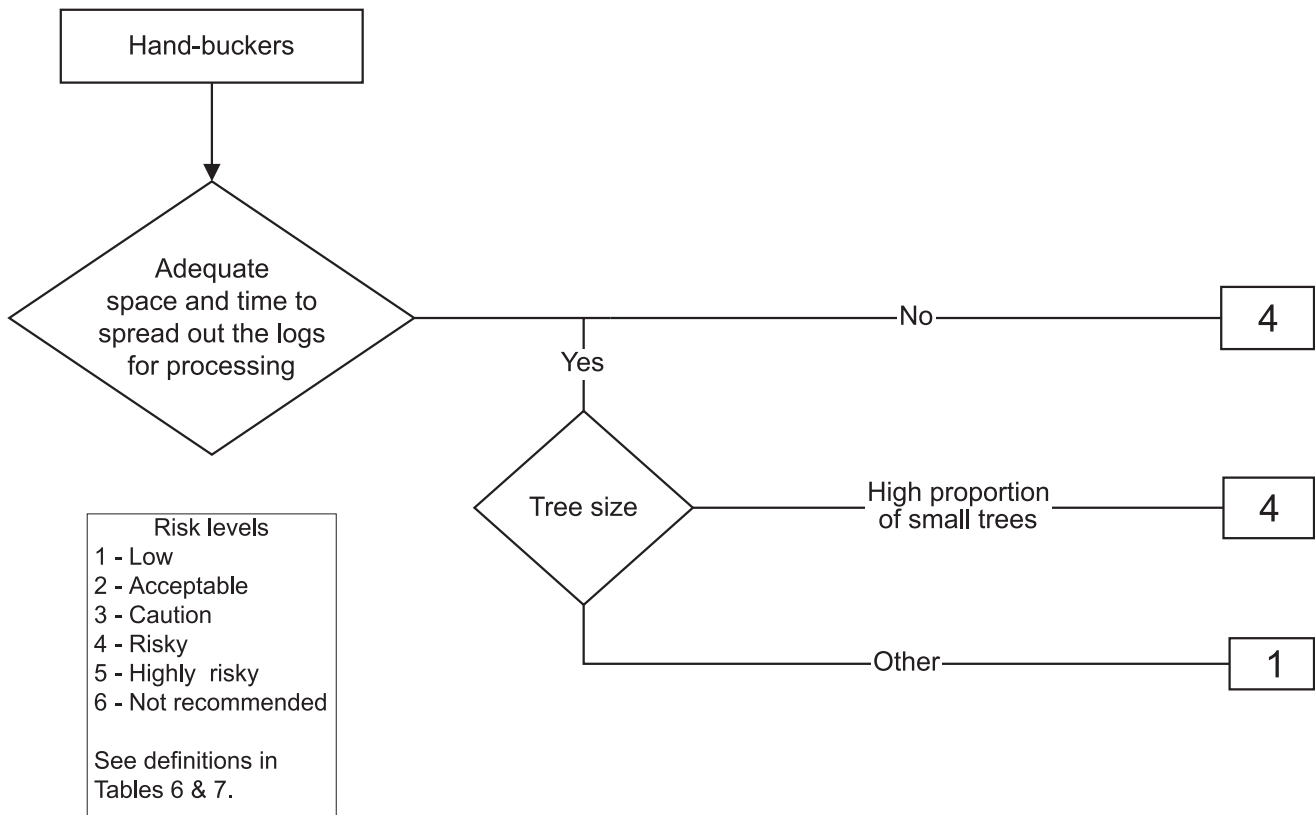 Hand-buckers
Adequate
space and time to
spread out the logs
for processing
No
4
Yes
Tree size
High proportion
of small trees
4
Other
1
Risk levels
1 - Low
2 - Acceptable
3 - Caution
4 - Risky
5 - Highly risky
6 - Not recommended
See definitions in
Tables 6 & 7.